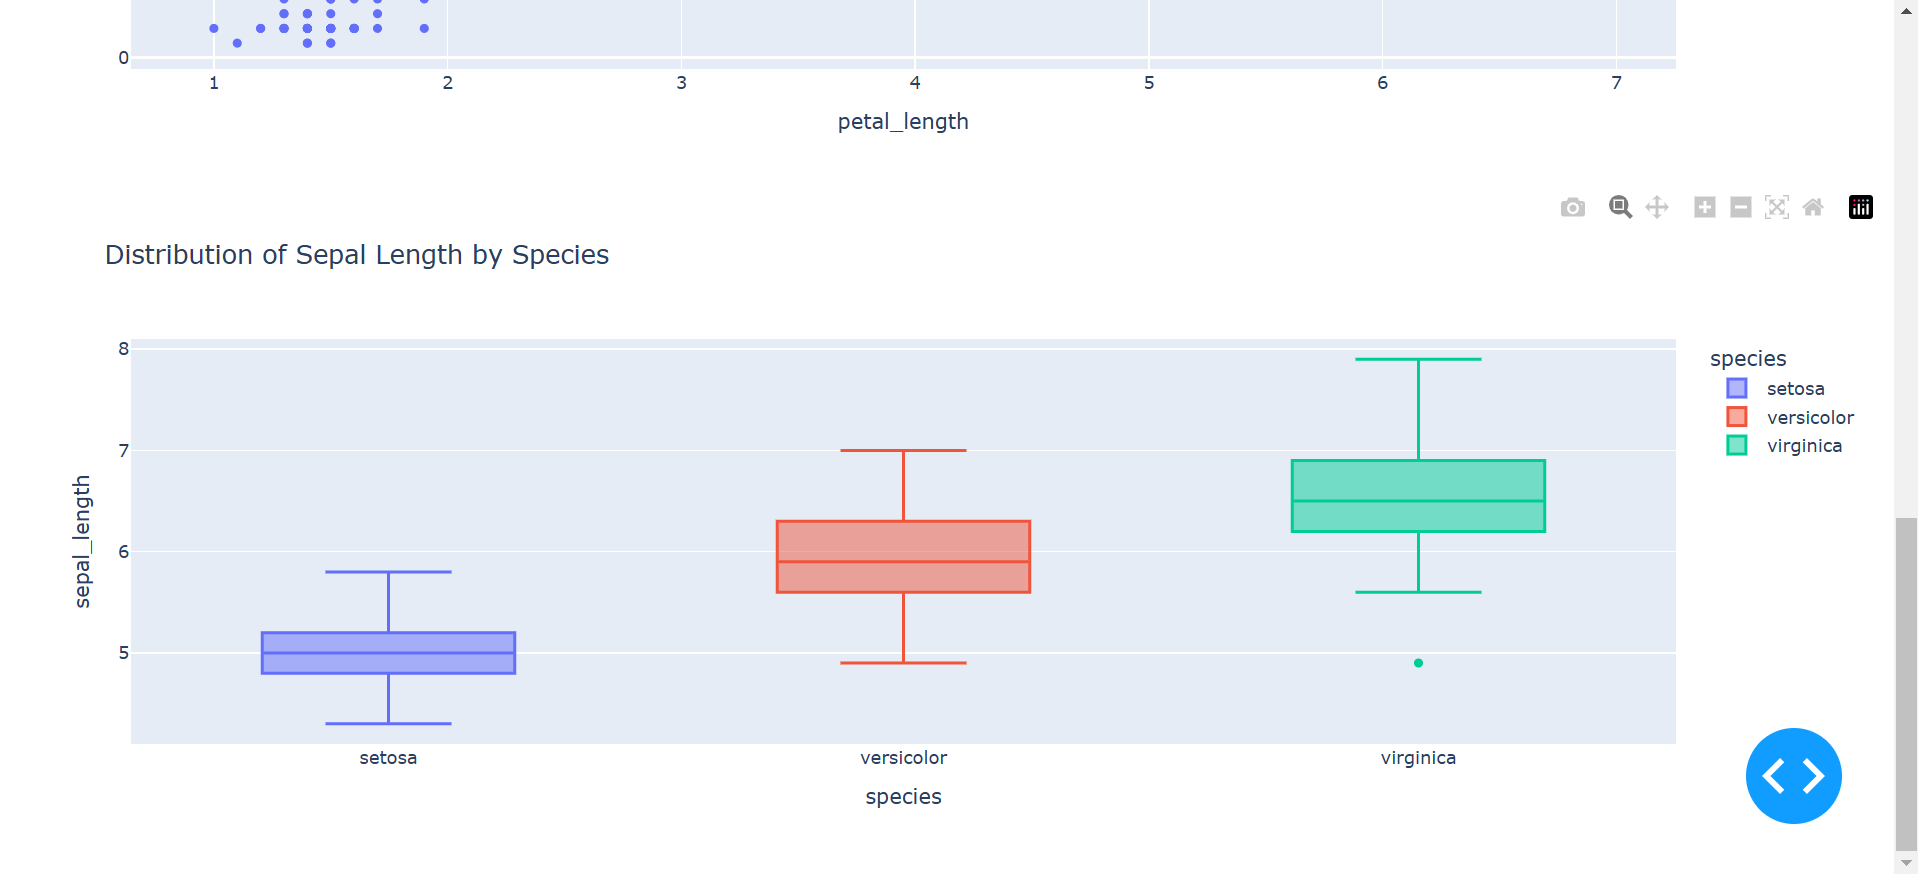 0
1 2 3 4 5 6 7
petal_length
Distribution of Sepal Length by Species
8
7
6
5
sepal_length
setosa versicolor virginica
species
species
setosa
versicolor
virginica